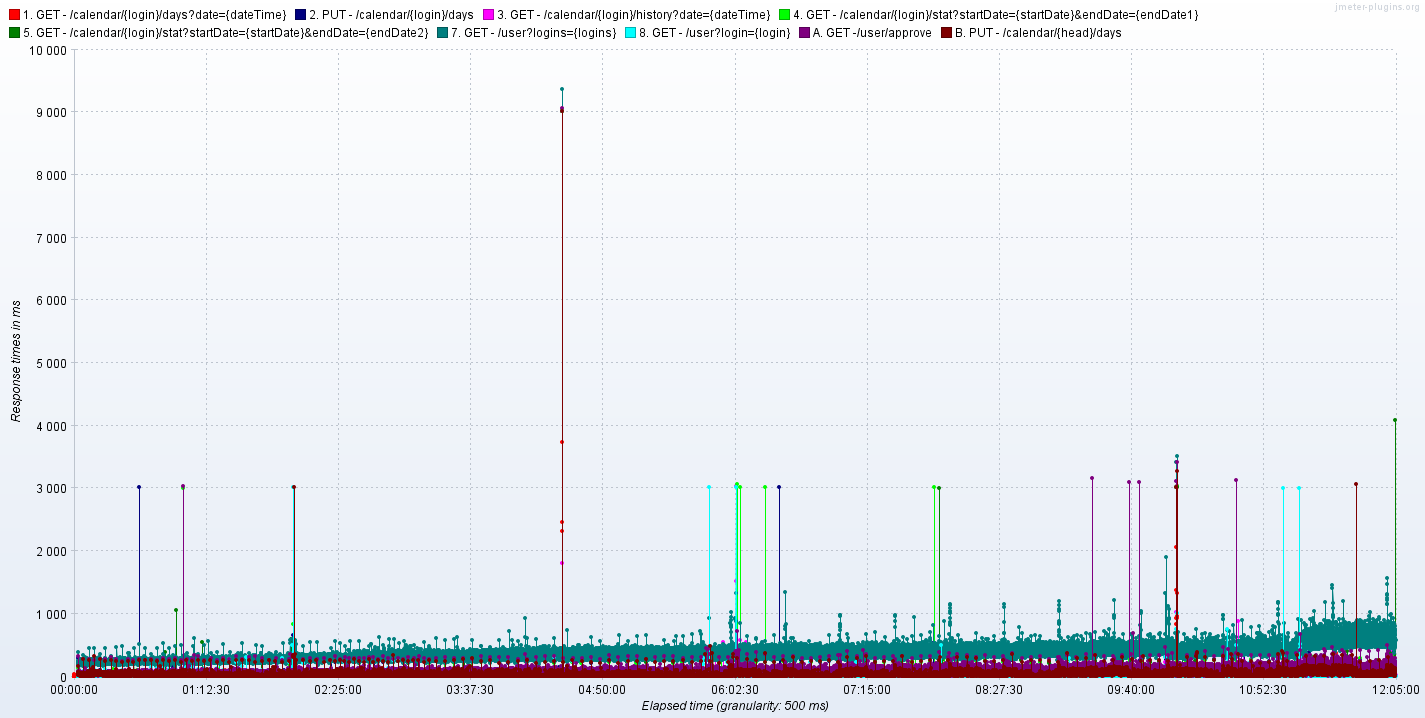 jmeter-plugins.org
1. GET - /calendar/{login}/days?date={dateTime} 2. PUT - /calendar/{login}/days 3. GET - /calendar/{login}/history?date={dateTime} 4. GET - /calendar/{login}/stat?startDate={startDate}&endDate={endDate1}
5. GET - /calendar/{login}/stat?startDate={startDate}&endDate={endDate2} 7. GET - /user?logins={logins} 8. GET - /user?login={login} A. GET -/user/approve B. PUT - /calendar/{head}/days
10 000
9 000
8 000
7 000
6 000
5 000
4 000
3 000
2 000
1 000
0
Response times in ms
00:00:00 01:12:30 02:25:00 03:37:30 04:50:00 06:02:30 07:15:00 08:27:30 09:40:00 10:52:30 12:05:00
Elapsed time (granularity: 500 ms)